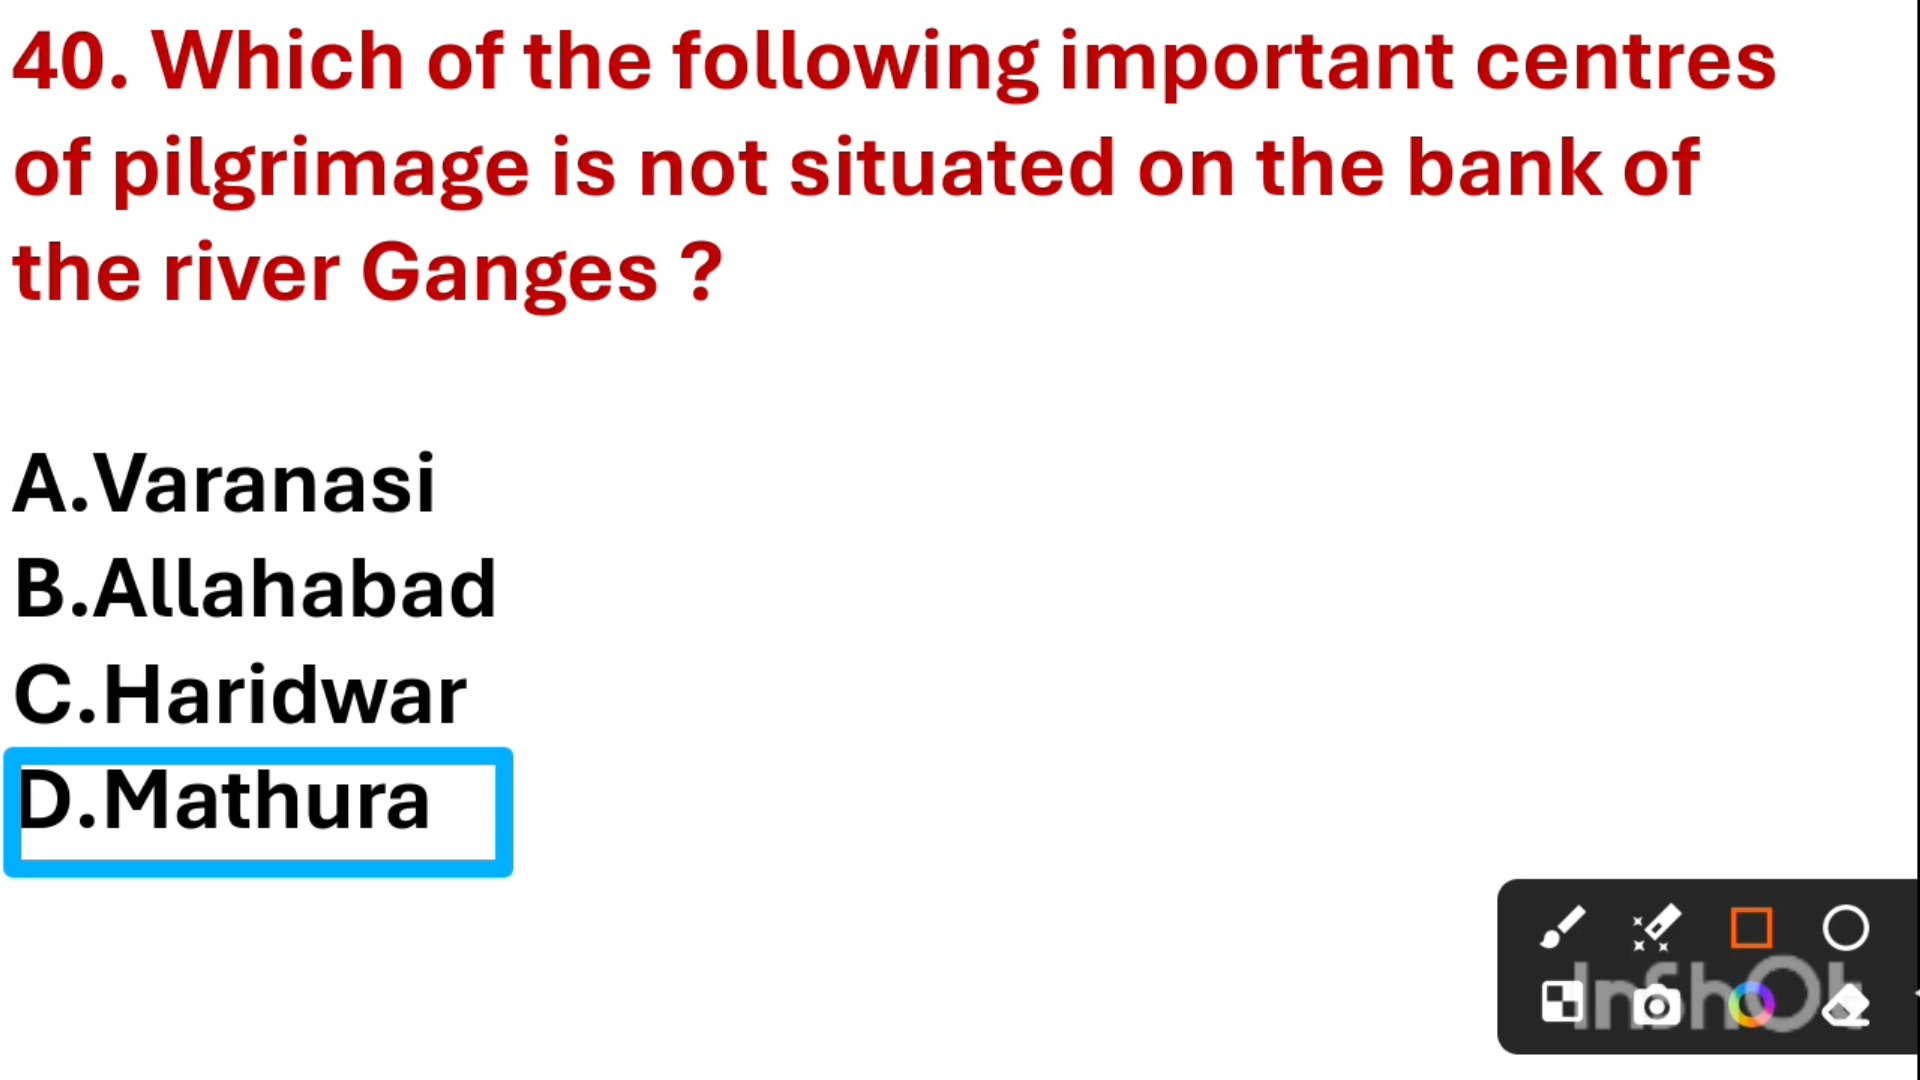 40. Which of the following important centres
of pilgrimage is not situated on the bank of
the river Ganges ?
A.Varanasi
B.Allahabad
C.Haridwar
D.Mathura